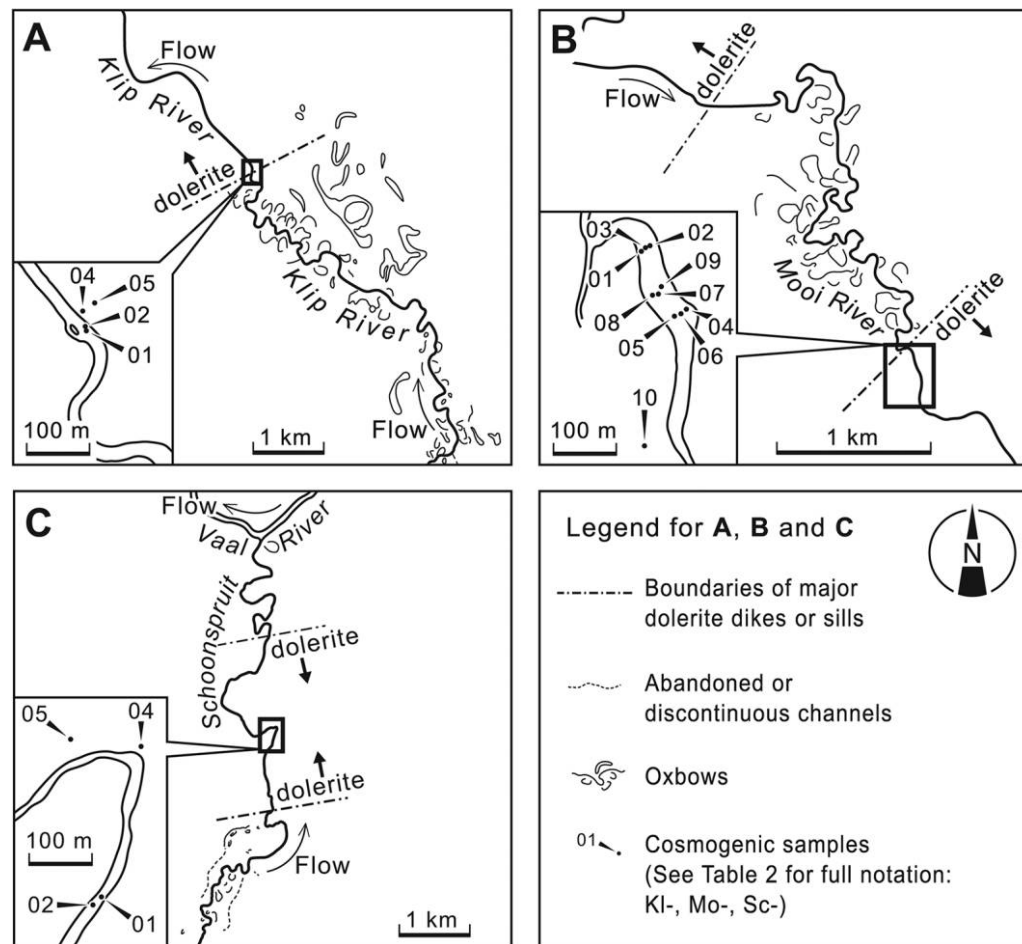 A
Flow
Klip River
dolerite
Klip River
Flow
04
05
02
01
100 m
1 km
B
dolerite
Flow
03
02
01
09
07
08
04
05
06
10
100 m
Mooi River
dolerite
1 km
C
Flow
Vaal River
Schoonspruit
dolerite
05
04
100 m
02
01
dolerite
Flow
1 km
Legend for A, B and C
N
Boundaries of major
dolerite dikes or sills
Abandoned or
discontinuous channels
Oxbows
01
Cosmogenic samples
(See Table 2 for full notation:
Kl-, Mo-, Sc-)